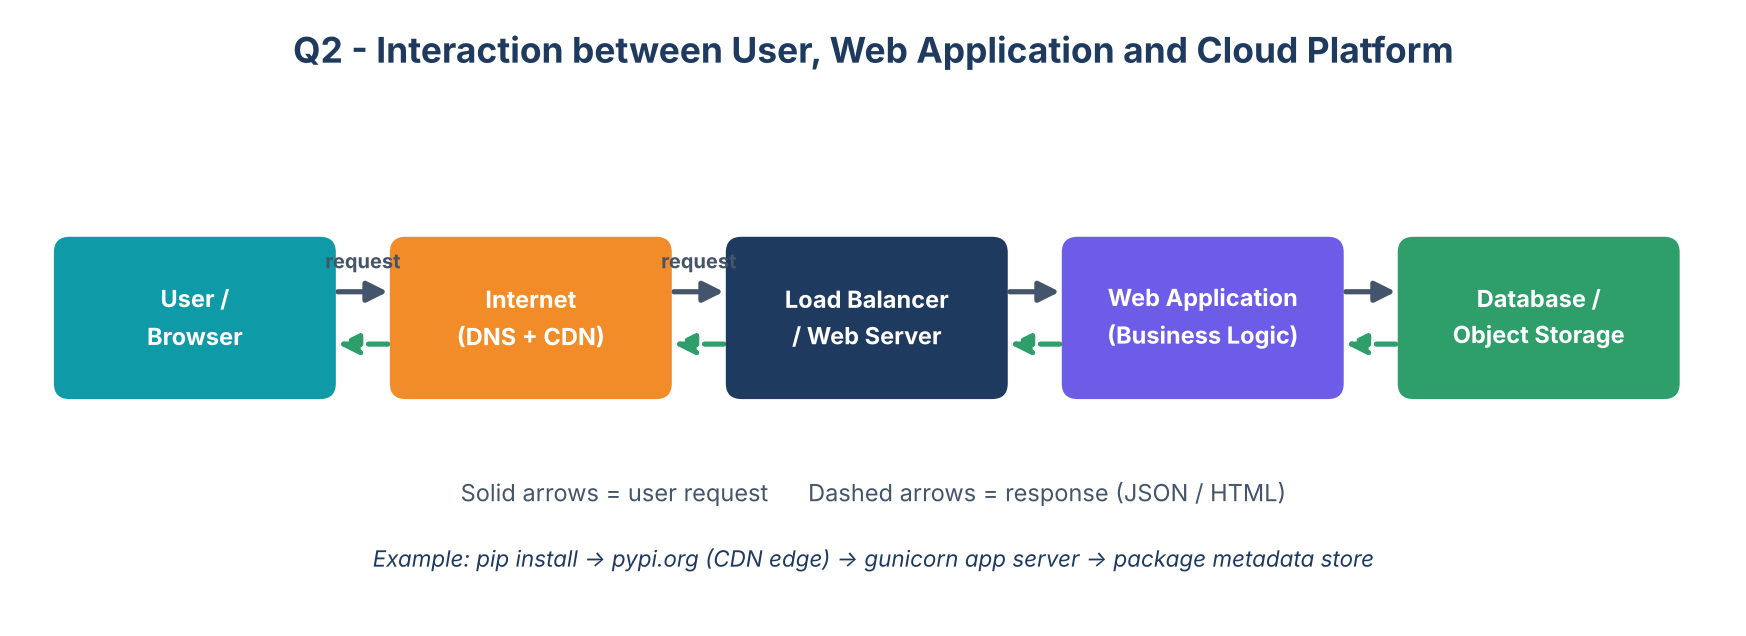 Q2 - Interaction between User, Web Application and Cloud Platform
request
request
User /
Browser
Internet
(DNS + CDN)
Load Balancer
/ Web Server
Web Application
(Business Logic)
Database /
Object Storage
Solid arrows = user request Dashed arrows = response (JSON / HTML)
Example: pip install → pypi.org (CDN edge) → gunicorn app server → package metadata store